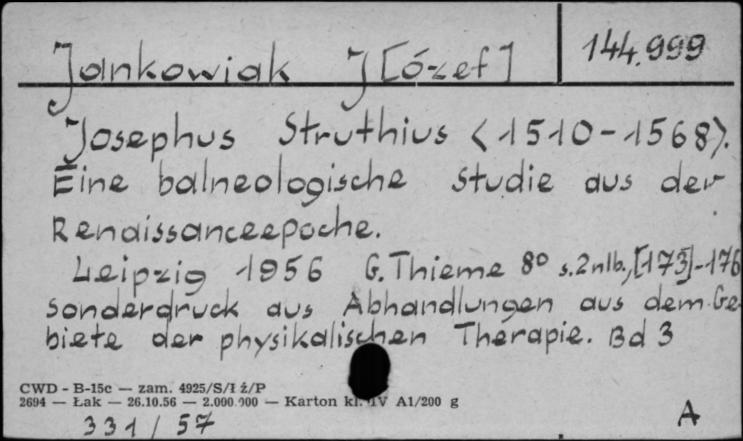 Jankowiak J[ózef] 144.999
Josephus Struthius <1510-1568>.
Eine balneologische Studie aus der
Renaissanceepoche.
Leipzig 1956 G. Thieme 8° s. 2 nlb., [173]-176
Sonderdruck aus Abhandlungen aus dem Ge
biete der physikalischen Therapie. Bd 3
CWD - B-15c — zam. 4925/S/I ż/P
2694 — Łak — 26.10.56 — 2.000.000 — Karton kl. IV A1/200 g
331/57 A